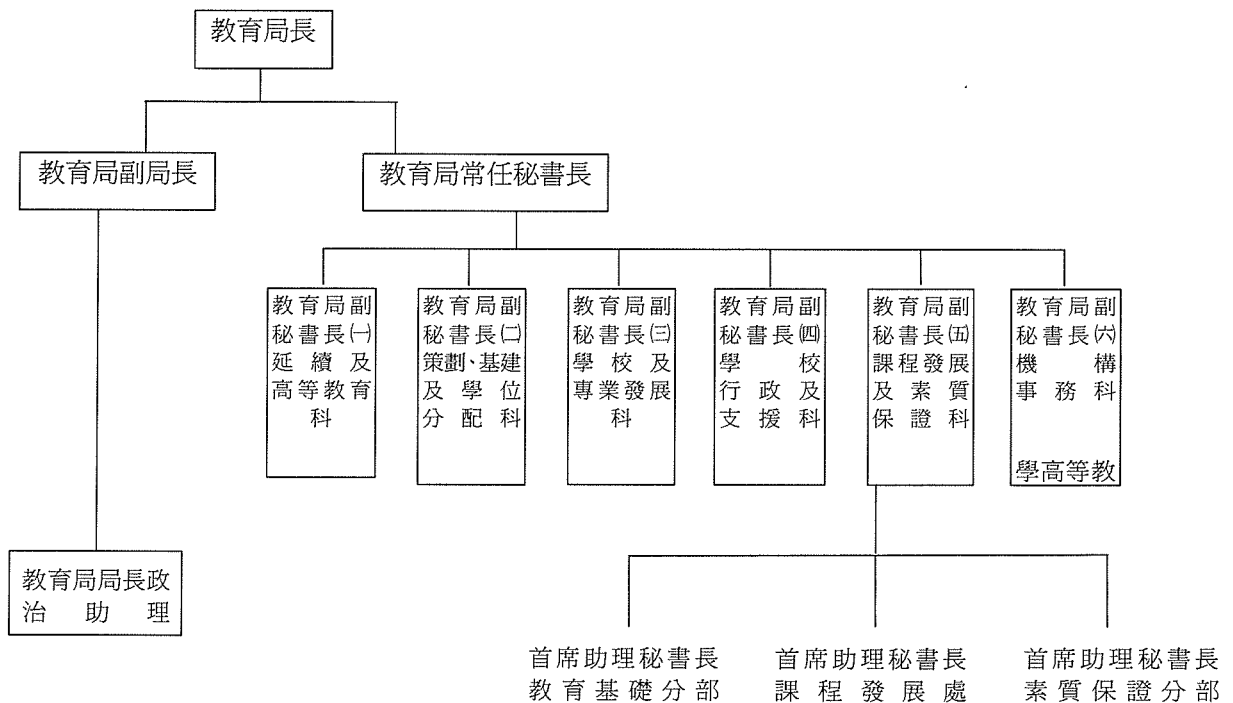 教育局長
教育局副局長
教育局常任秘書長
教育局副
秘書長㈠
延續及
高等教育
科
教育局副
秘書長㈡
策劃、基建
及學位
分配科
教育局副
秘書長㈢
學校及
專業發展
科
教育局副
秘書長㈣
學校
行政及
支援科
教育局副
秘書長㈤
課程發展
及素質
保證科
教育局副
秘書長㈥
機構
事務科
學高等教
教育局局長政
治助理
首席助理秘書長
教育基礎分部
首席助理秘書長
課程發展處
首席助理秘書長
素質保證分部